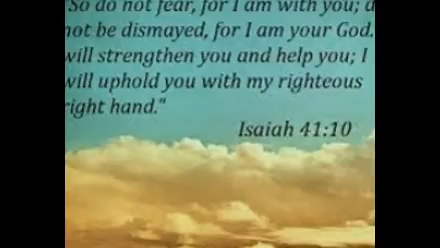 "So do not fear, for I am with you; d
not be dismayed, for I am your God.
will strengthen you and help you; I
will uphold you with my righteous
right hand."
Isaiah 41:10